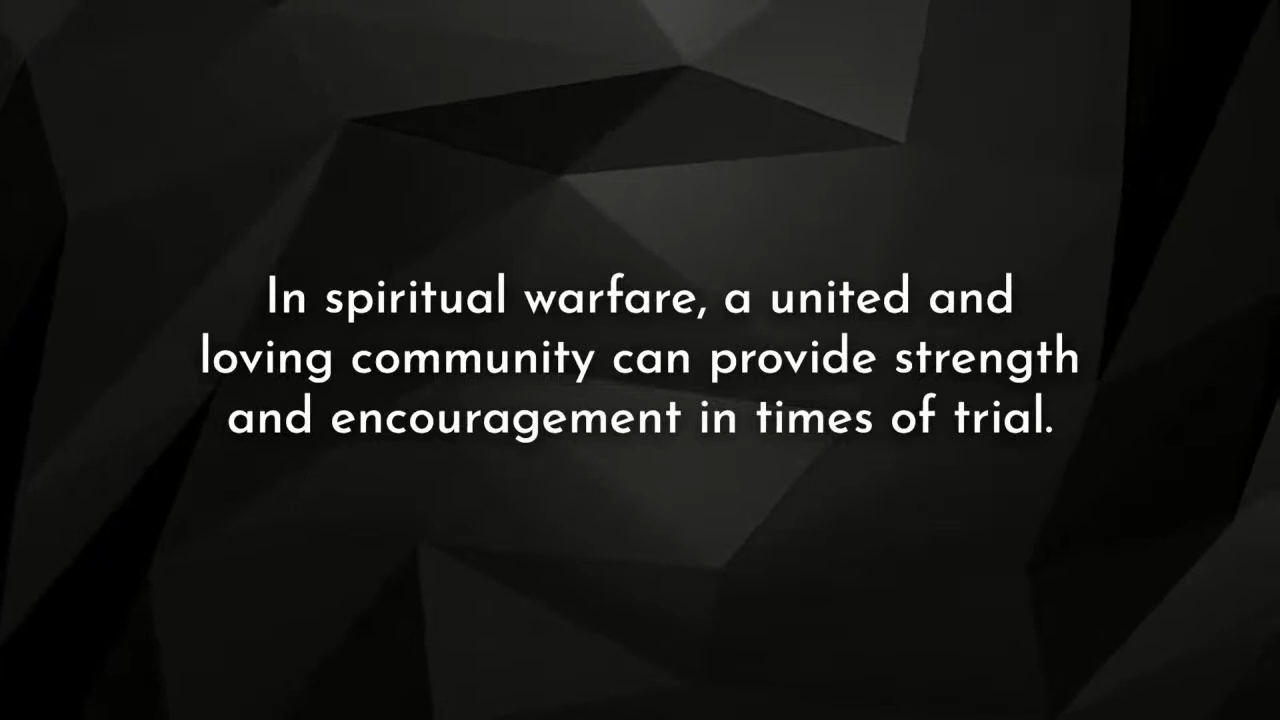 In spiritual warfare, a united and
loving community can provide strength
and encouragement in times of trial.